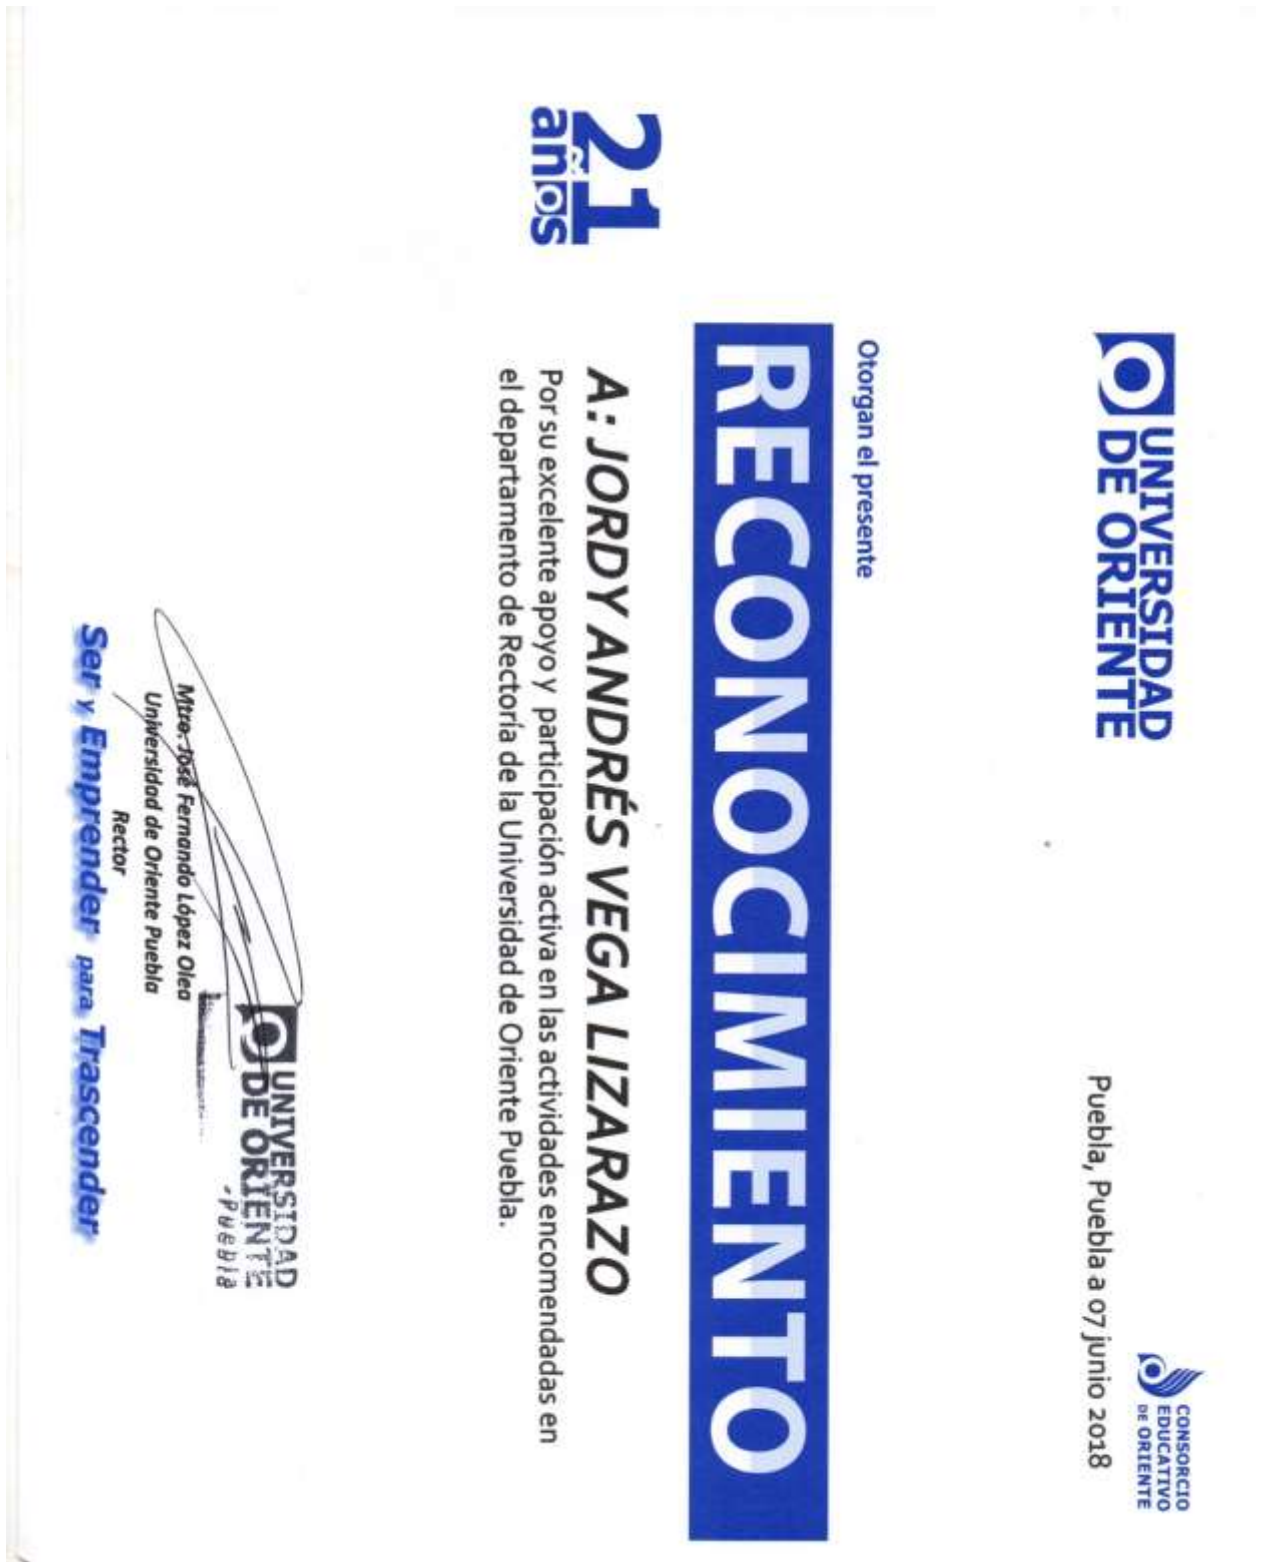 UNIVERSIDAD
DE ORIENTE
CONSORCIO
EDUCATIVO
DE ORIENTE
Puebla, Puebla a 07 junio 2018
Otorgan el presente
RECONOCIMIENTO
21
años
A: JORDY ANDRÉS VEGA LIZARAZO
Por su excelente apoyo y participación activa en las actividades encomendadas en
el departamento de Rectoría de la Universidad de Oriente Puebla.
UNIVERSIDAD
DE ORIENTE
-Puebla
Mtro. José Fernando López Olea
Universidad de Oriente Puebla
Rector
Ser y Emprender para Trascender